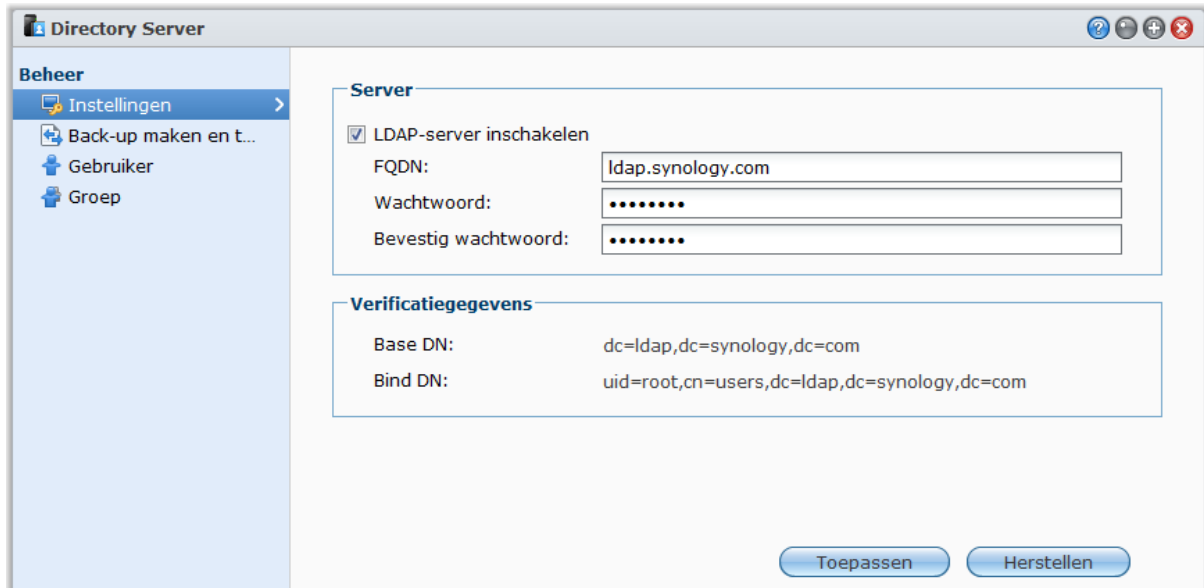 Directory Server
Beheer
Instellingen
Back-up maken en t...
Gebruiker
Groep
Server
LDAP-server inschakelen
FQDN: ldap.synology.com
Wachtwoord: ••••••••
Bevestig wachtwoord: ••••••••
Verificatiegegevens
Base DN: dc=ldap,dc=synology,dc=com
Bind DN: uid=root,cn=users,dc=ldap,dc=synology,dc=com
Toepassen Herstellen